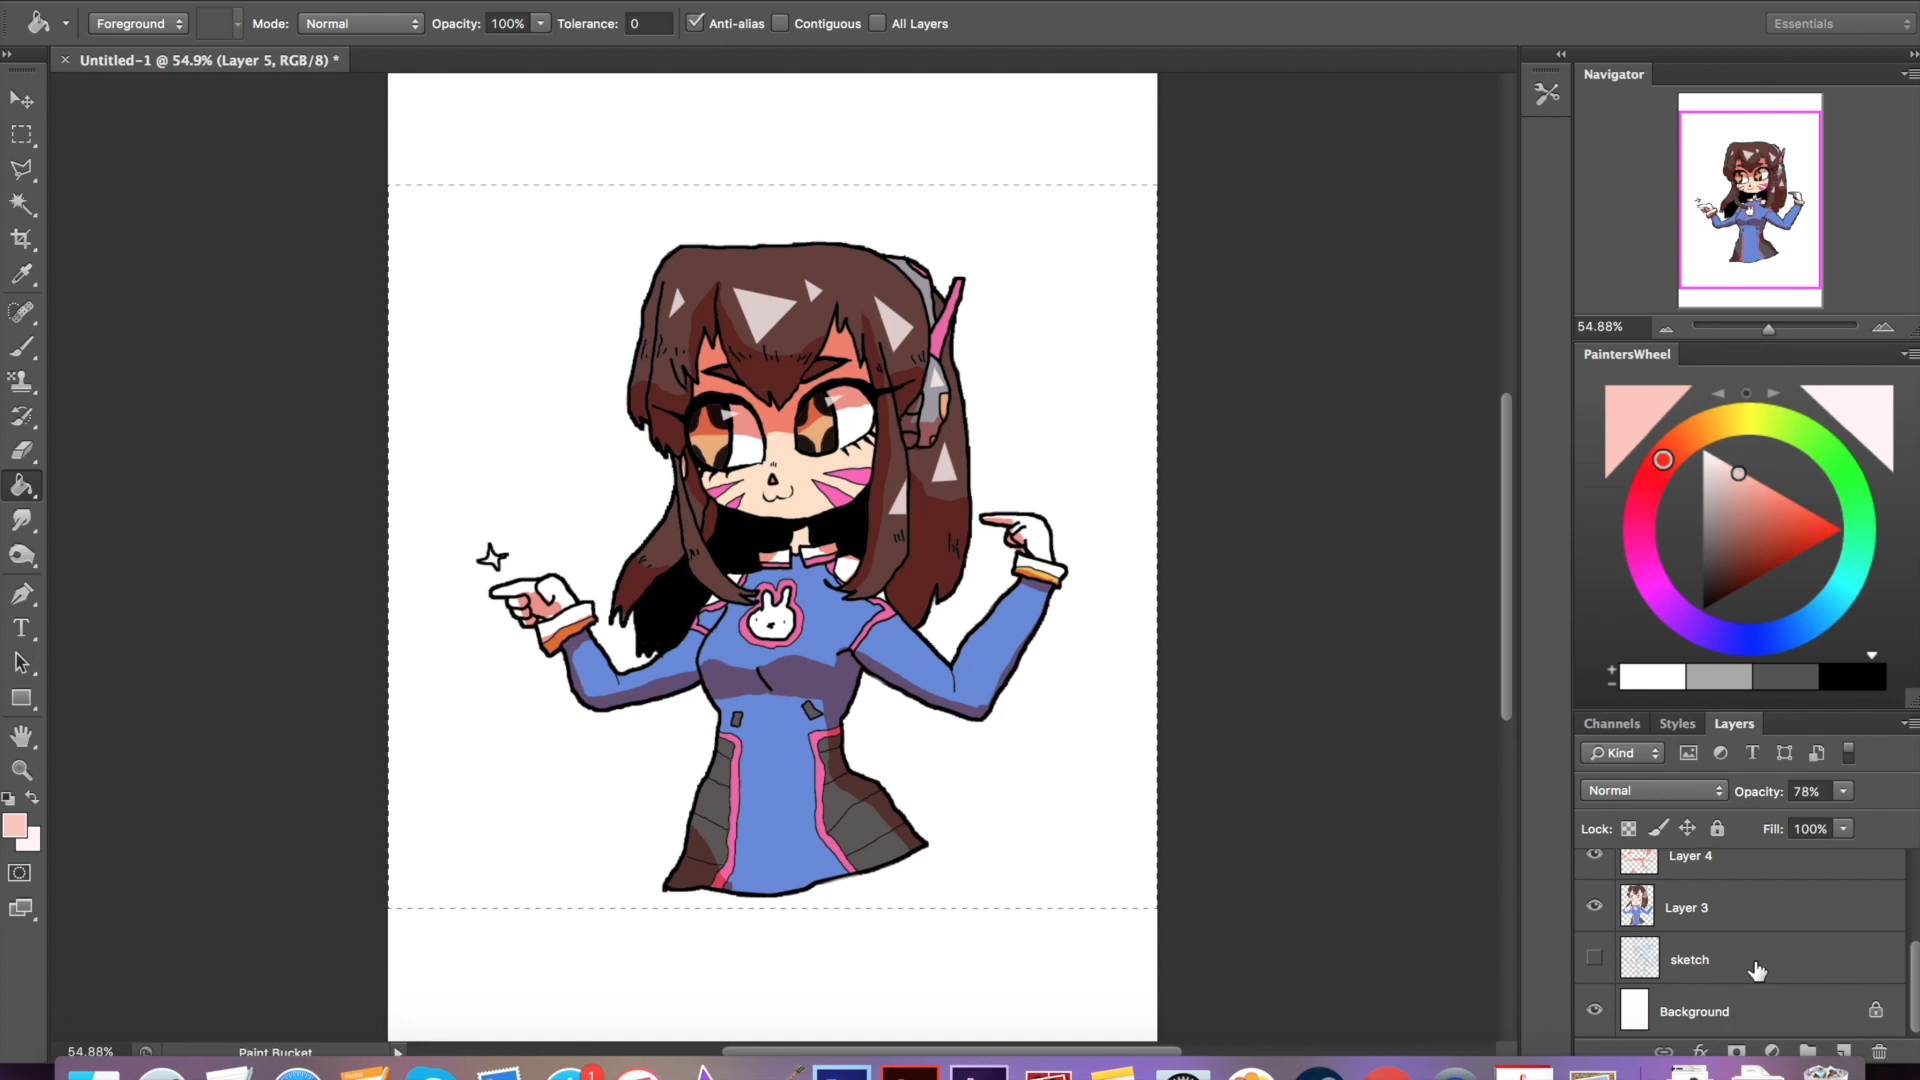 Foreground
Mode: Normal
Opacity: 100%
Tolerance: 0
Anti-alias
Contiguous
All Layers
Essentials
Untitled-1 @ 54.9% (Layer 5, RGB/8) *
Navigator
54.88%
PaintersWheel
Channels
Styles
Layers
Kind
Normal
Opacity: 78%
Lock:
Fill: 100%
Layer 4
Layer 3
sketch
Background
54.88%
Paint Bucket
PAGES
1